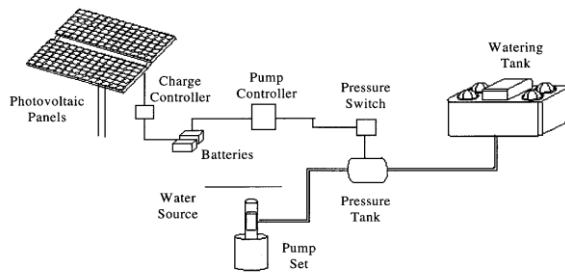 Watering
Tank
Pump
Controller
Pressure
Switch
Charge
Controller
Photovoltaic
Panels
Batteries
Water
Source
Pressure
Tank
Pump
Set